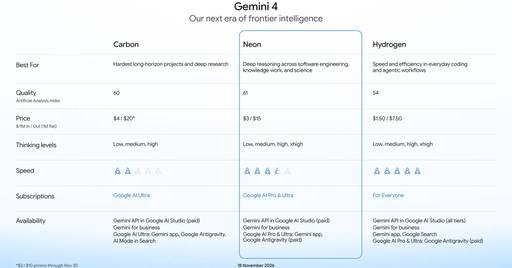 Gemini 4
Our next era of frontier intelligence
Carbon
Neon
Hydrogen
Best For
Hardest long-horizon projects and deep research
Deep reasoning across software engineering,
knowledge work, and science
Speed and efficiency in everyday coding
and agentic workflows
Quality
Artificial Analysis Index
60
61
54
Price
$/1M in / Out (1M flat)
$4 / $20*
$3 / $15
$1.50 / $7.50
Thinking levels
Low, medium, high
Low, medium, high, xhigh
Low, medium, high, xhigh
Speed
Subscriptions
Google AI Ultra
Google AI Pro & Ultra
For Everyone
Availability
Gemini API in Google AI Studio (paid)
Gemini for business
Google AI Ultra: Gemini app, Google Antigravity,
AI Mode in Search
Gemini API in Google AI Studio (paid)
Gemini for business
Google AI Pro & Ultra: Gemini app,
Google Antigravity (paid)
Gemini API in Google AI Studio (all tiers)
Gemini for business
Gemini app, Google Search
Google AI Pro & Ultra: Google Antigravity (paid)
promo through Nov 30
18 November 2026